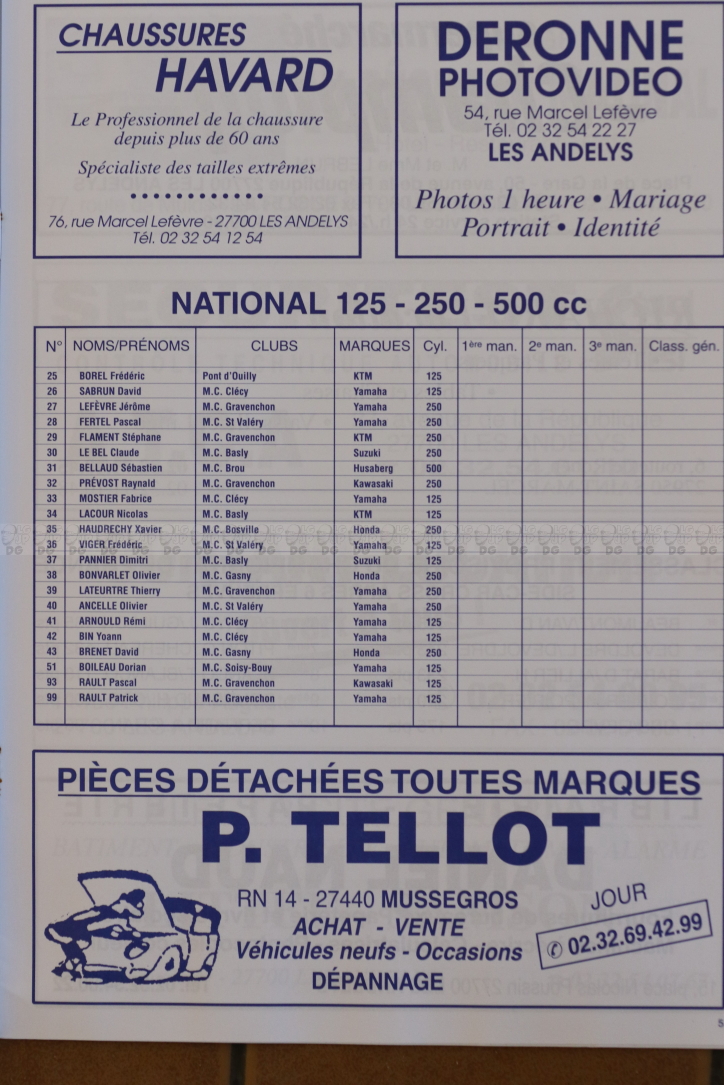 CHAUSSURES
HAVARD
Le Professionnel de la chaussure
depuis plus de 60 ans
Spécialiste des tailles extrêmes
76, rue Marcel Lefèvre - 27700 LES ANDELYS
Tél. 02 32 54 12 54
DERONNE
PHOTOVIDEO
54, rue Marcel Lefèvre
Tél. 02 32 54 22 27
LES ANDELYS
Photos 1 heure • Mariage
Portrait • Identité
NATIONAL 125 - 250 - 500 cc
N° NOMS/PRÉNOMS CLUBS MARQUES Cyl. 1ère man. 2e man. 3e man. Class. gén.
25 BOREL Frédéric Pont d'Ouilly KTM 125
26 SABRUN David M.C. Clécy Yamaha 125
27 LEFÈVRE Jérôme M.C. Gravenchon Yamaha 250
28 FERTEL Pascal M.C. St Valéry Yamaha 250
29 FLAMENT Stéphane M.C. Gravenchon KTM 250
30 LE BEL Claude M.C. Basly Suzuki 250
31 BELLAUD Sébastien M.C. Brou Husaberg 500
32 PRÉVOST Raynald M.C. Gravenchon Kawasaki 250
33 MOSTIER Fabrice M.C. Clécy Yamaha 125
34 LACOUR Nicolas M.C. Basly KTM 125
35 HAUDRECHY Xavier M.C. Bosville Honda 250
36 VIGER Frédéric M.C. St Valéry Yamaha 125
37 PANNIER Dimitri M.C. Basly Suzuki 125
38 BONVARLET Olivier M.C. Gasny Honda 250
39 LATEURTRE Thierry M.C. Gravenchon Yamaha 250
40 ANCELLE Olivier M.C. St Valéry Yamaha 250
41 ARNOULD Rémi M.C. Clécy Yamaha 125
42 BIN Yoann M.C. Clécy Yamaha 125
43 BRENET David M.C. Gasny Honda 250
51 BOILEAU Dorian M.C. Soisy-Bouy Yamaha 125
93 RAULT Pascal M.C. Gravenchon Kawasaki 125
99 RAULT Patrick M.C. Gravenchon Yamaha 125
PIÈCES DÉTACHÉES TOUTES MARQUES
P. TELLOT
RN 14 - 27440 MUSSEGROS
ACHAT - VENTE
Véhicules neufs - Occasions
DÉPANNAGE
JOUR
✆ 02.32.69.42.99